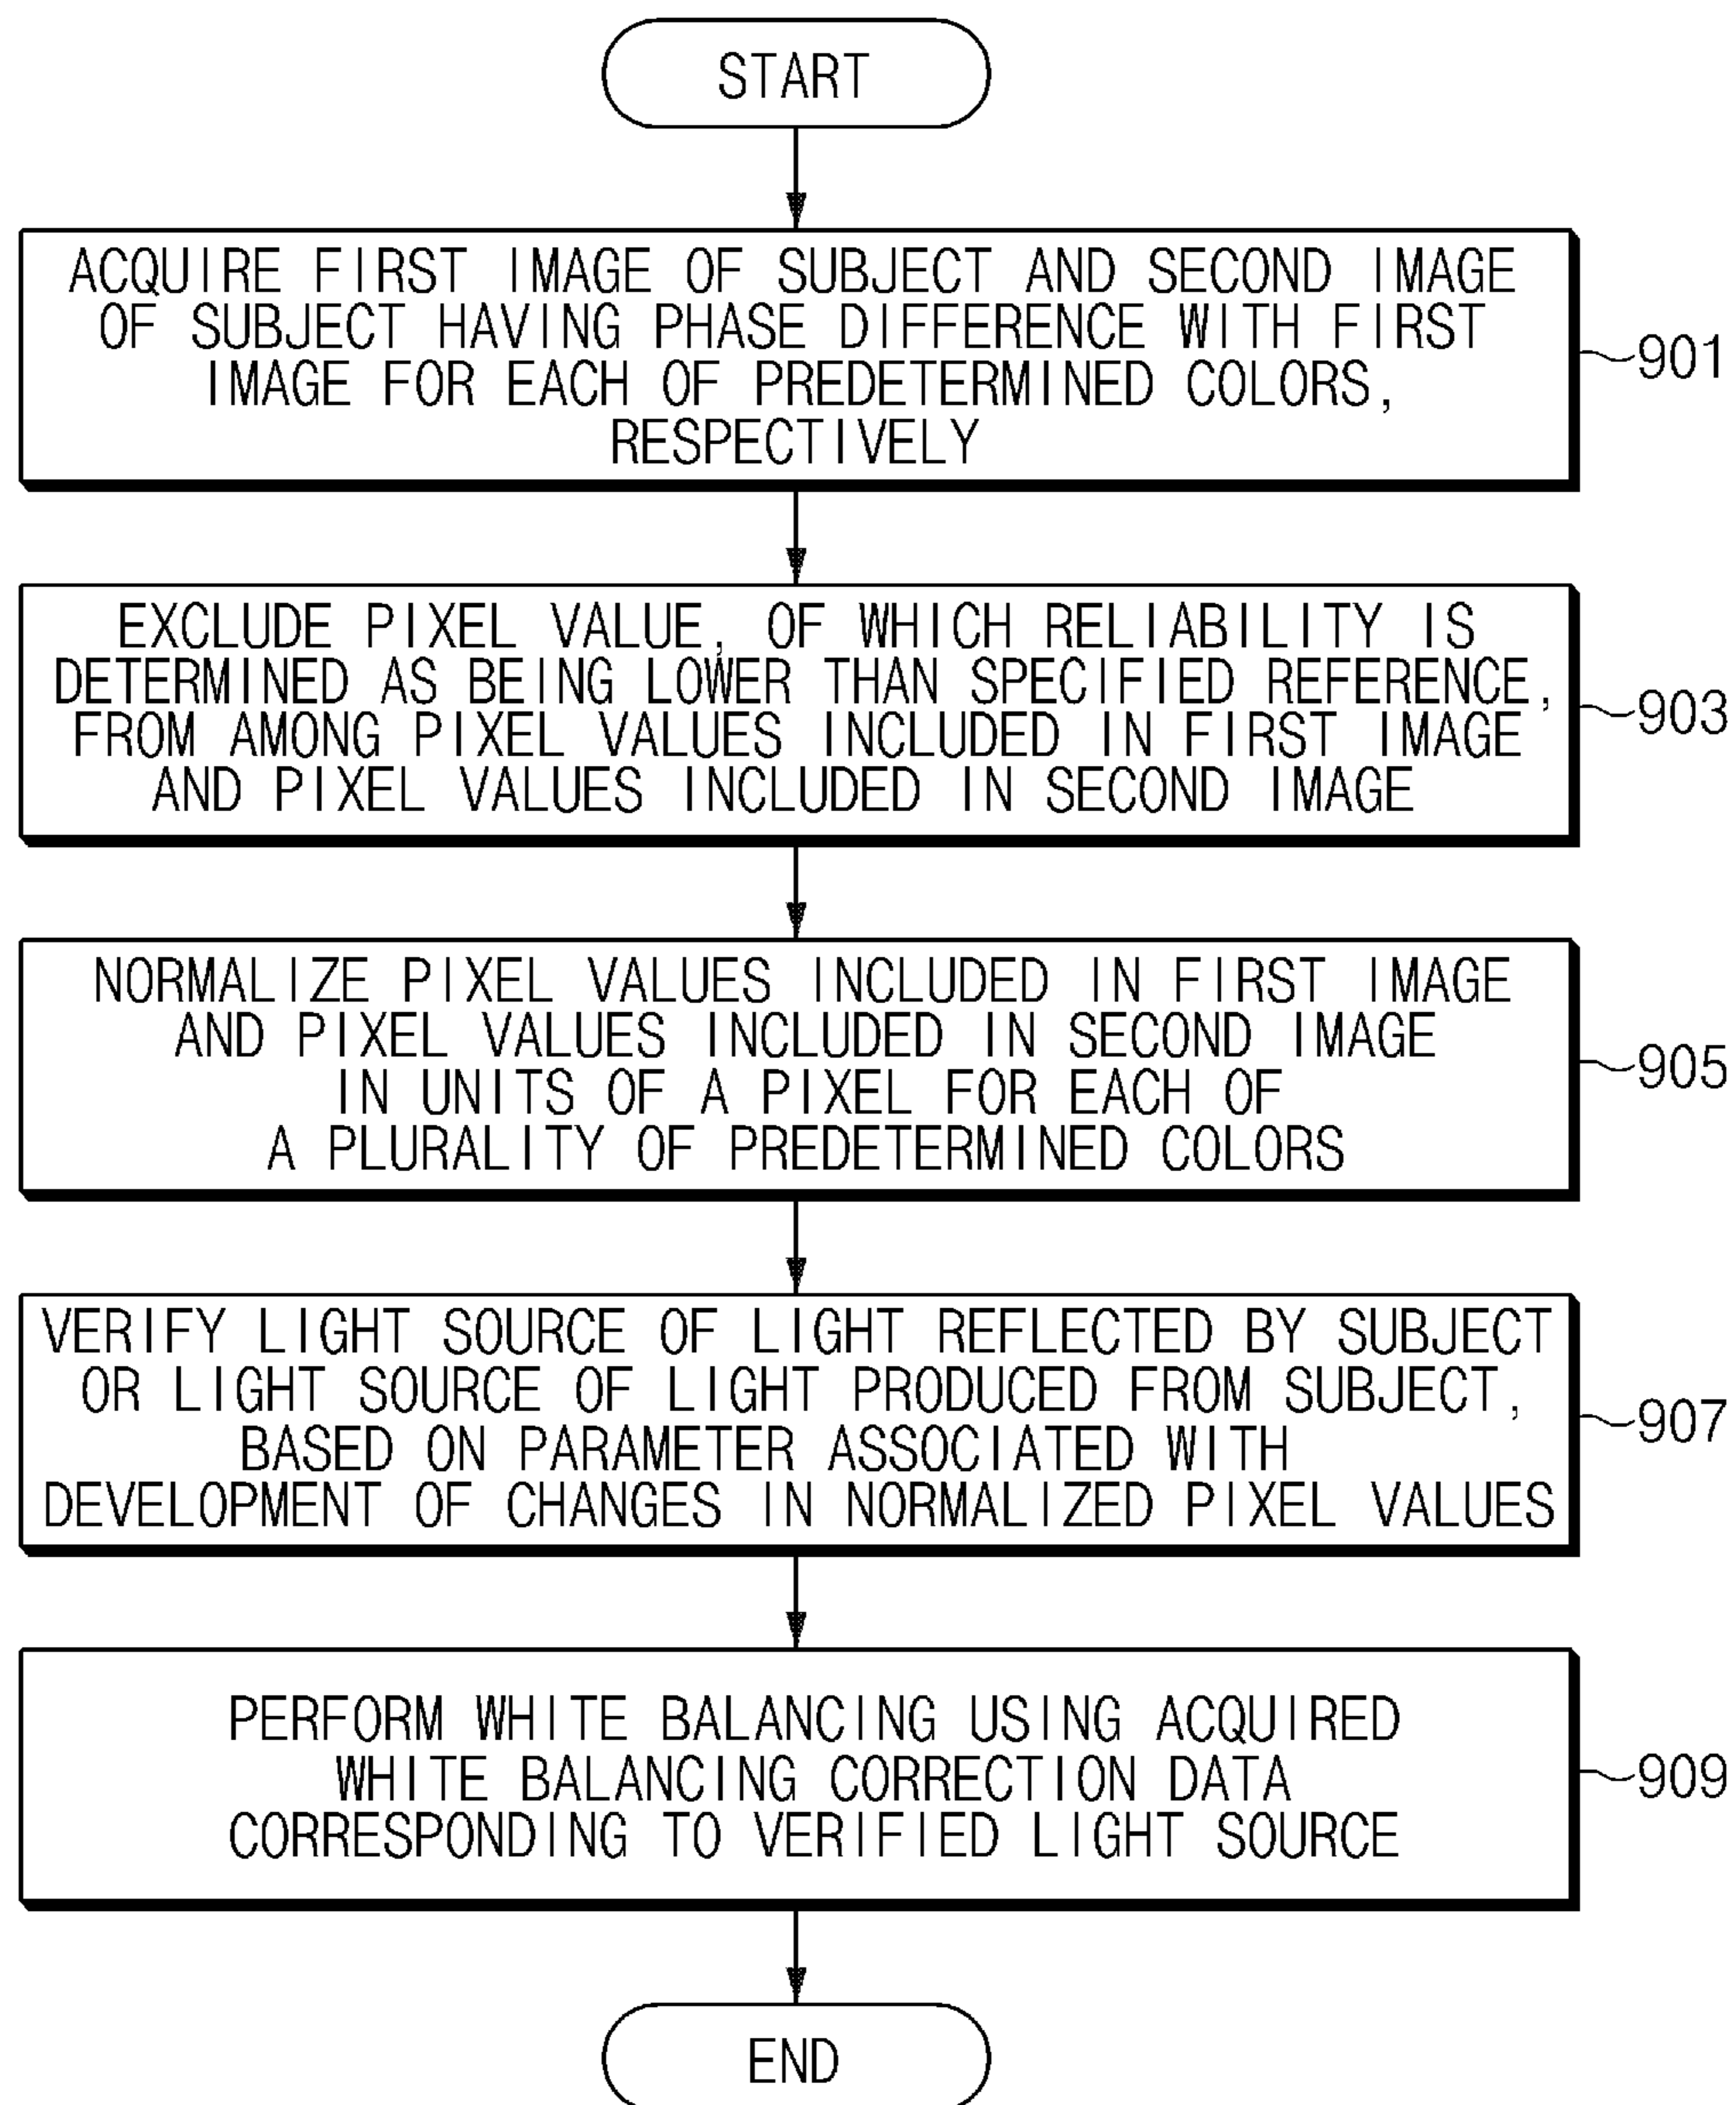 START
ACQUIRE FIRST IMAGE OF SUBJECT AND SECOND IMAGE
OF SUBJECT HAVING PHASE DIFFERENCE WITH FIRST
IMAGE FOR EACH OF PREDETERMINED COLORS,
RESPECTIVELY
901
EXCLUDE PIXEL VALUE, OF WHICH RELIABILITY IS
DETERMINED AS BEING LOWER THAN SPECIFIED REFERENCE,
FROM AMONG PIXEL VALUES INCLUDED IN FIRST IMAGE
AND PIXEL VALUES INCLUDED IN SECOND IMAGE
903
NORMALIZE PIXEL VALUES INCLUDED IN FIRST IMAGE
AND PIXEL VALUES INCLUDED IN SECOND IMAGE
IN UNITS OF A PIXEL FOR EACH OF
A PLURALITY OF PREDETERMINED COLORS
905
VERIFY LIGHT SOURCE OF LIGHT REFLECTED BY SUBJECT
OR LIGHT SOURCE OF LIGHT PRODUCED FROM SUBJECT,
BASED ON PARAMETER ASSOCIATED WITH
DEVELOPMENT OF CHANGES IN NORMALIZED PIXEL VALUES
907
PERFORM WHITE BALANCING USING ACQUIRED
WHITE BALANCING CORRECTION DATA
CORRESPONDING TO VERIFIED LIGHT SOURCE
909
END